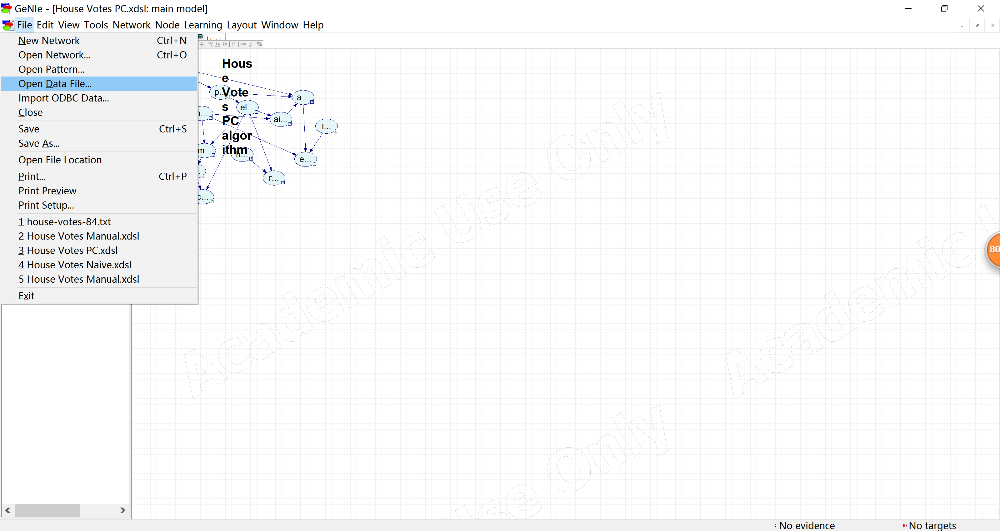 GeNIe - [House Votes PC.xdsl: main model]
File Edit View Tools Network Node Learning Layout Window Help
New Network Ctrl+N
Open Network... Ctrl+O
Open Pattern...
Open Data File...
Import ODBC Data...
Close
Save Ctrl+S
Save As...
Open File Location
Print... Ctrl+P
Print Preview
Print Setup...
1 house-votes-84.txt
2 House Votes Manual.xdsl
3 House Votes PC.xdsl
4 House Votes Naive.xdsl
5 House Votes Manual.xdsl
Exit
Hous
e
Vote
s
PC
algor
ithm
p...
a...
el...
ai...
i...
m...
e...
r...
c...
Academic Use Only
Academic
Use Only
80
No evidence
No targets